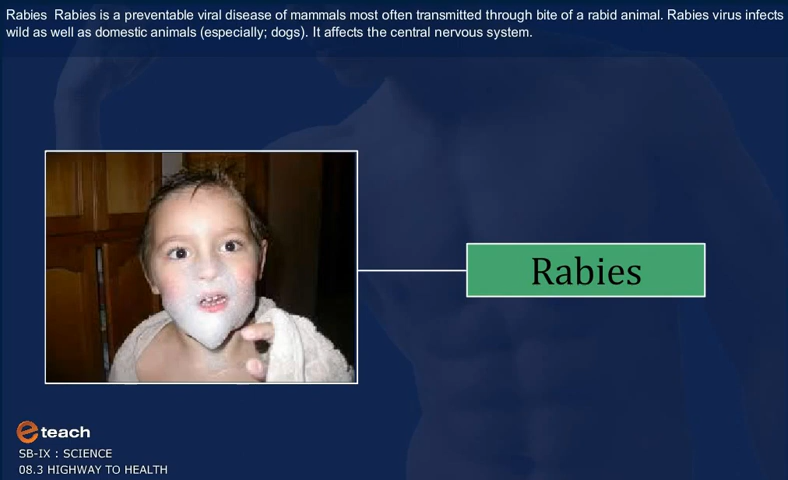 Rabies  Rabies is a preventable viral disease of mammals most often transmitted through bite of a rabid animal. Rabies virus infects
wild as well as domestic animals (especially; dogs). It affects the central nervous system.
Rabies
e teach
SB-IX : SCIENCE
08.3 HIGHWAY TO HEALTH